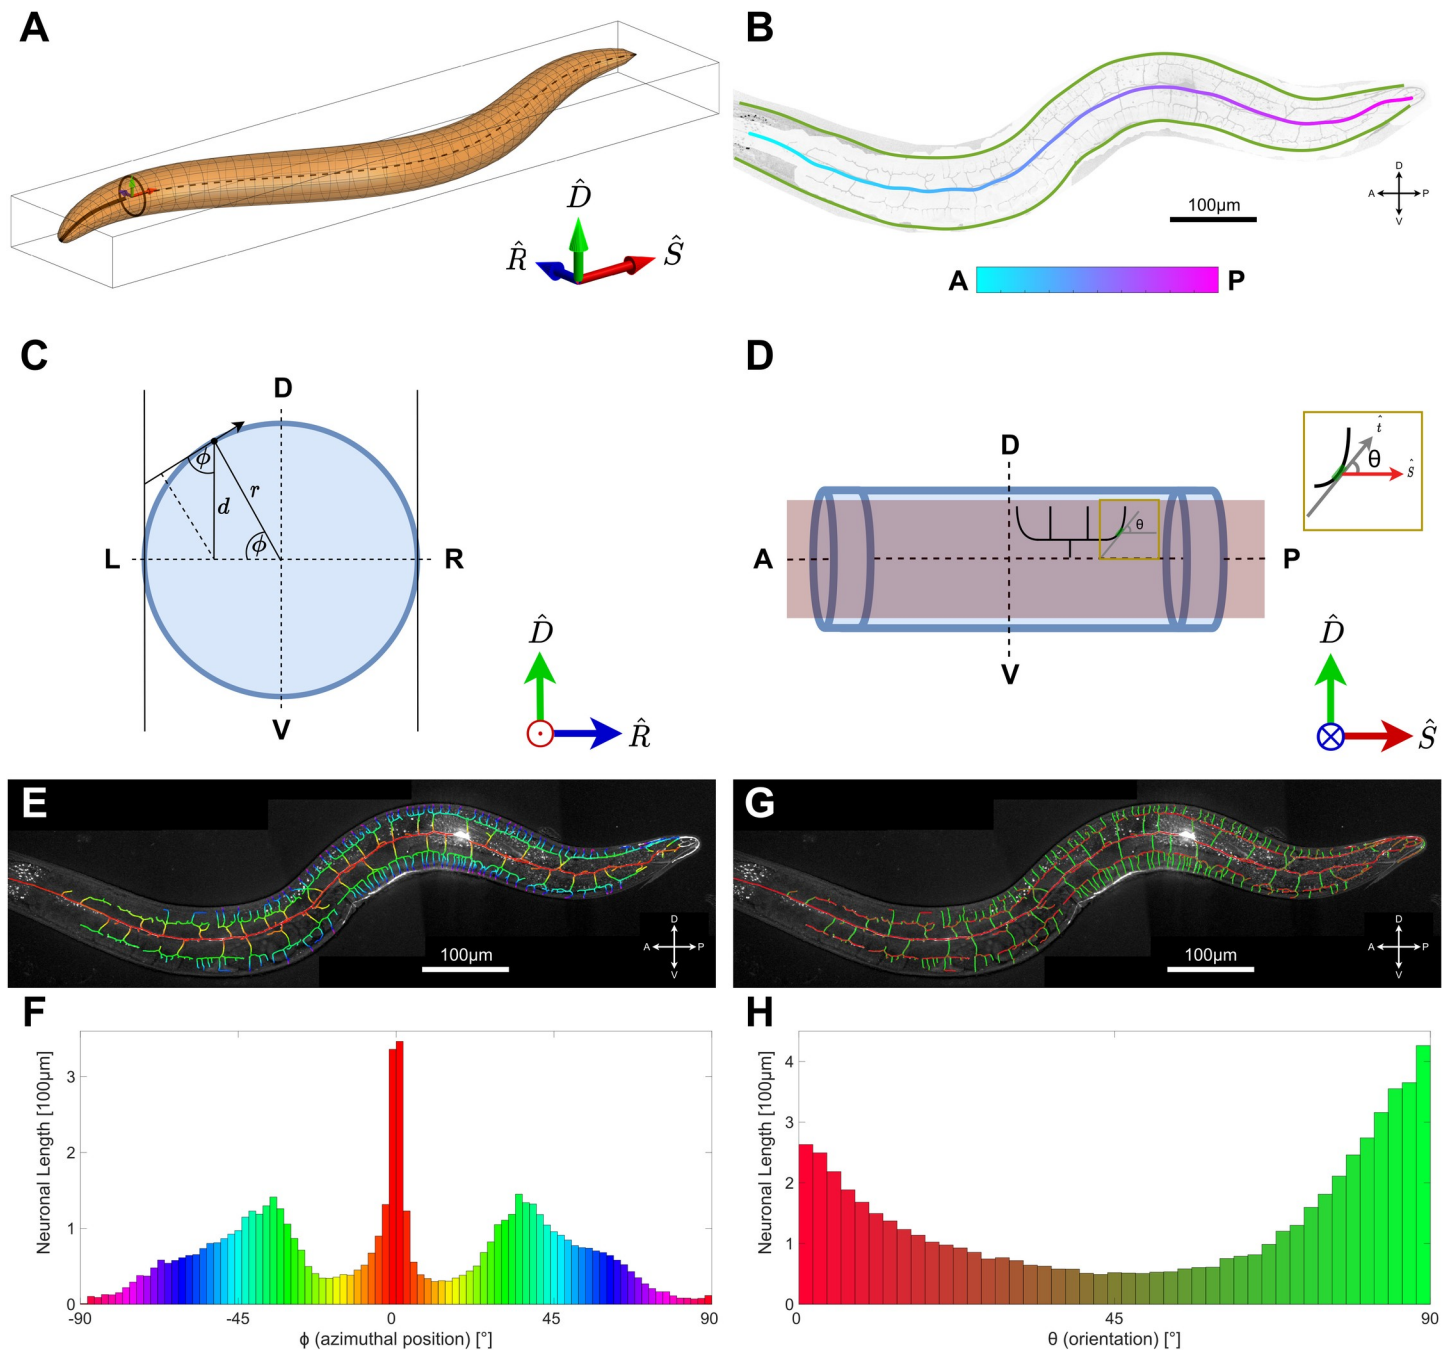 A
D̂
R̂
Ŝ
B
100µm
D
A
P
V
A
P
C
D
ϕ
r
d
ϕ
L
R
V
D̂
R̂
D
D
A
P
θ
V
t̂
θ
ŝ
D̂
Ŝ
E
100µm
D
A
P
V
G
100µm
D
A
P
V
F
Neuronal Length [100µm]
3
2
1
0
-90
-45
0
45
90
ϕ (azimuthal position) [°]
H
Neuronal Length [100µm]
4
3
2
1
0
0
45
90
θ (orientation) [°]